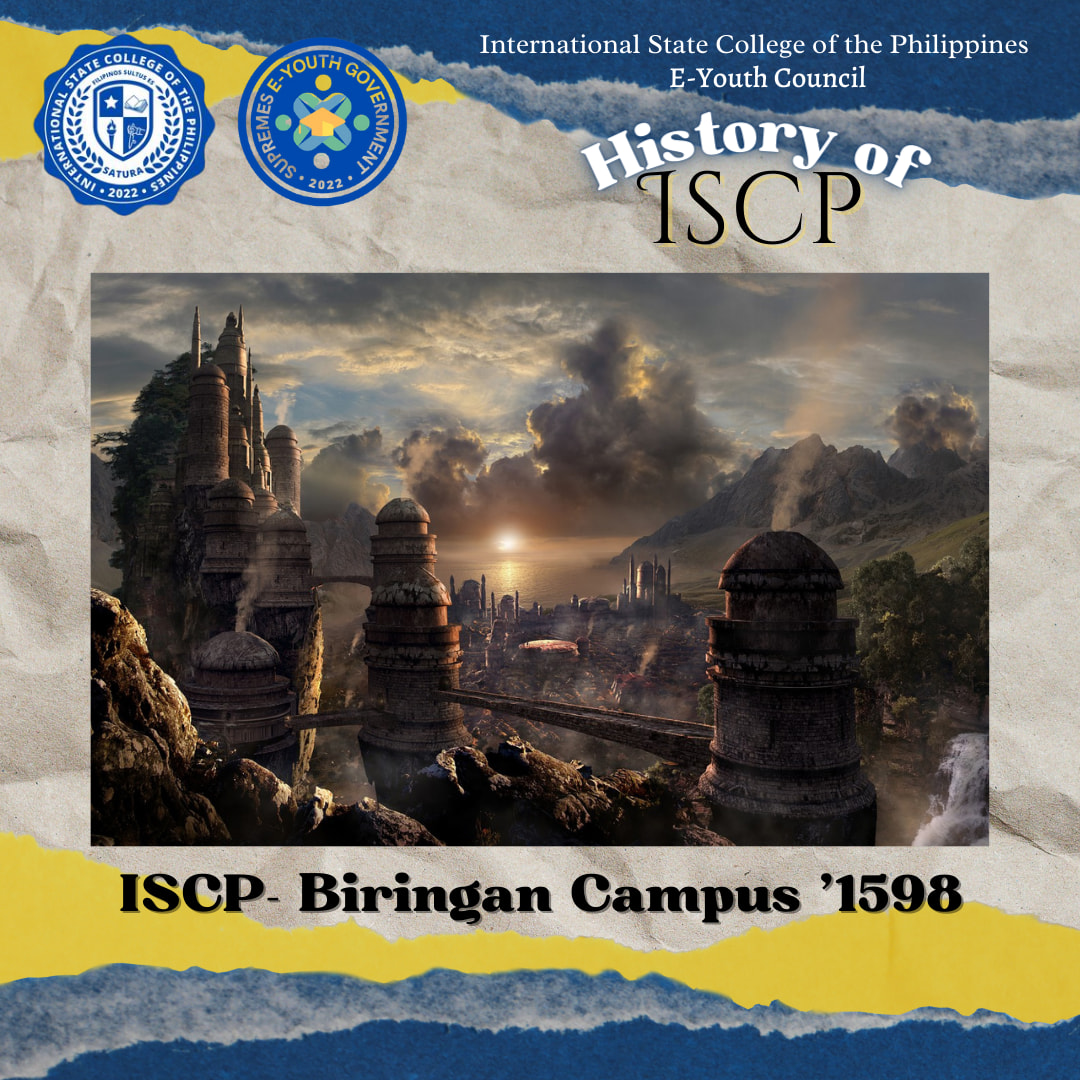 INTERNATIONAL STATE COLLEGE OF THE PHILIPPINES
FILIPINOS SULTUS ES
SATURA
• 2022 •
SUPREMES E-YOUTH GOVERNMENT
• 2022 •
International State College of the Philippines
E-Youth Council
History of
ISCP
ISCP- Biringan Campus ’1598